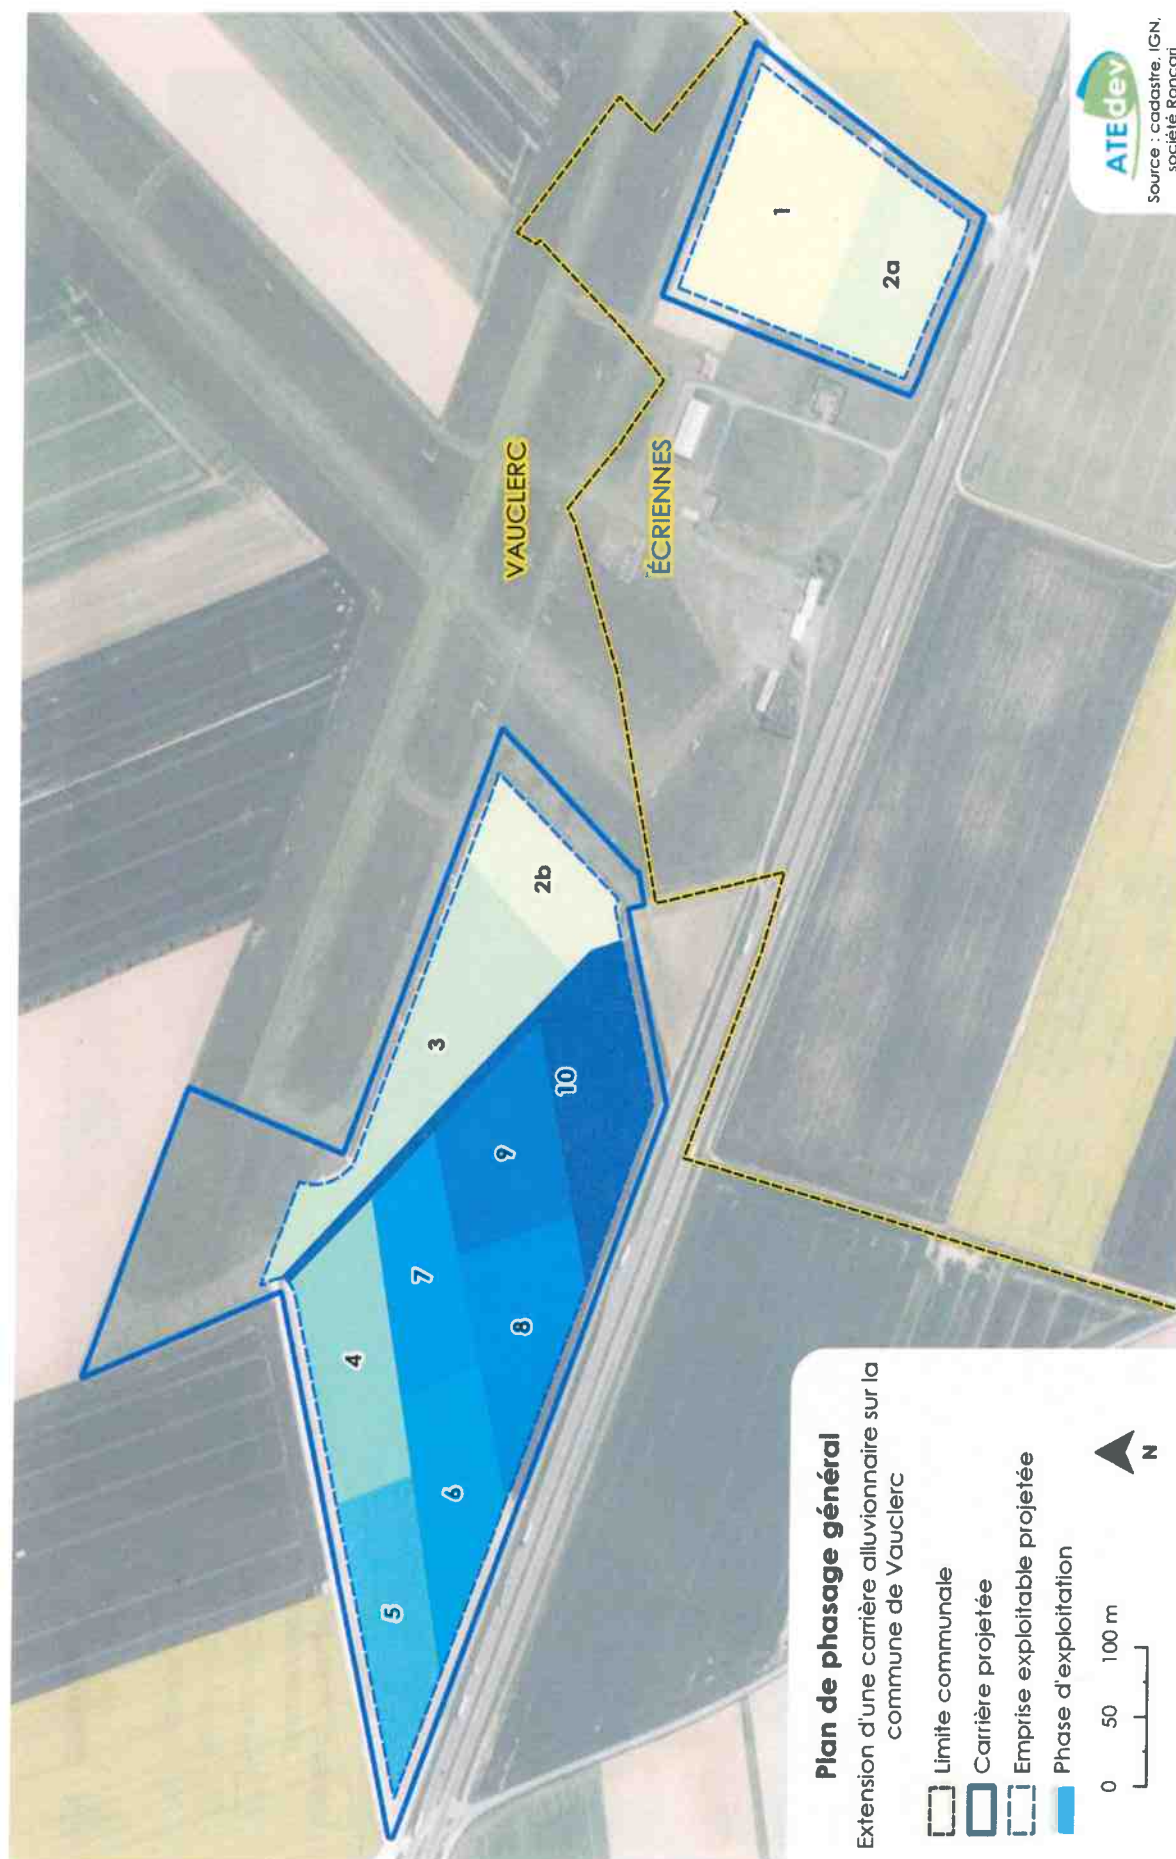 VAUCLERC
ÉCRIENNES
1
2a
2b
3
4
5
6
7
8
9
10
Plan de phasage général
Extension d'une carrière alluvionnaire sur la
commune de Vauclerc
Limite communale
Carrière projetée
Emprise exploitable projetée
Phase d'exploitation
0 50 100 m
N
ATEdev
Source : cadastre, IGN,
société Roncari